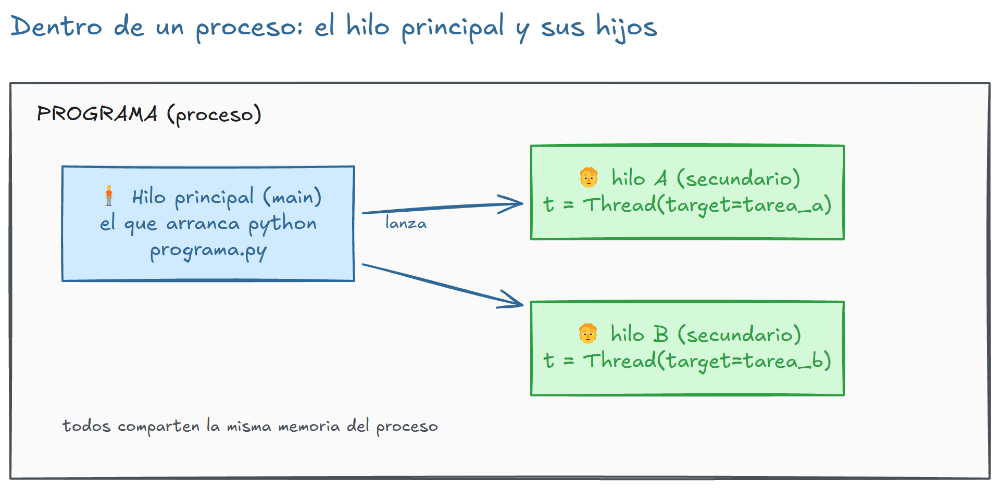 Dentro de un proceso: el hilo principal y sus hijos
PROGRAMA (proceso)
Hilo principal (main)
el que arranca python
programa.py
lanza
hilo A (secundario)
t = Thread(target=tarea_a)
hilo B (secundario)
t = Thread(target=tarea_b)
todos comparten la misma memoria del proceso